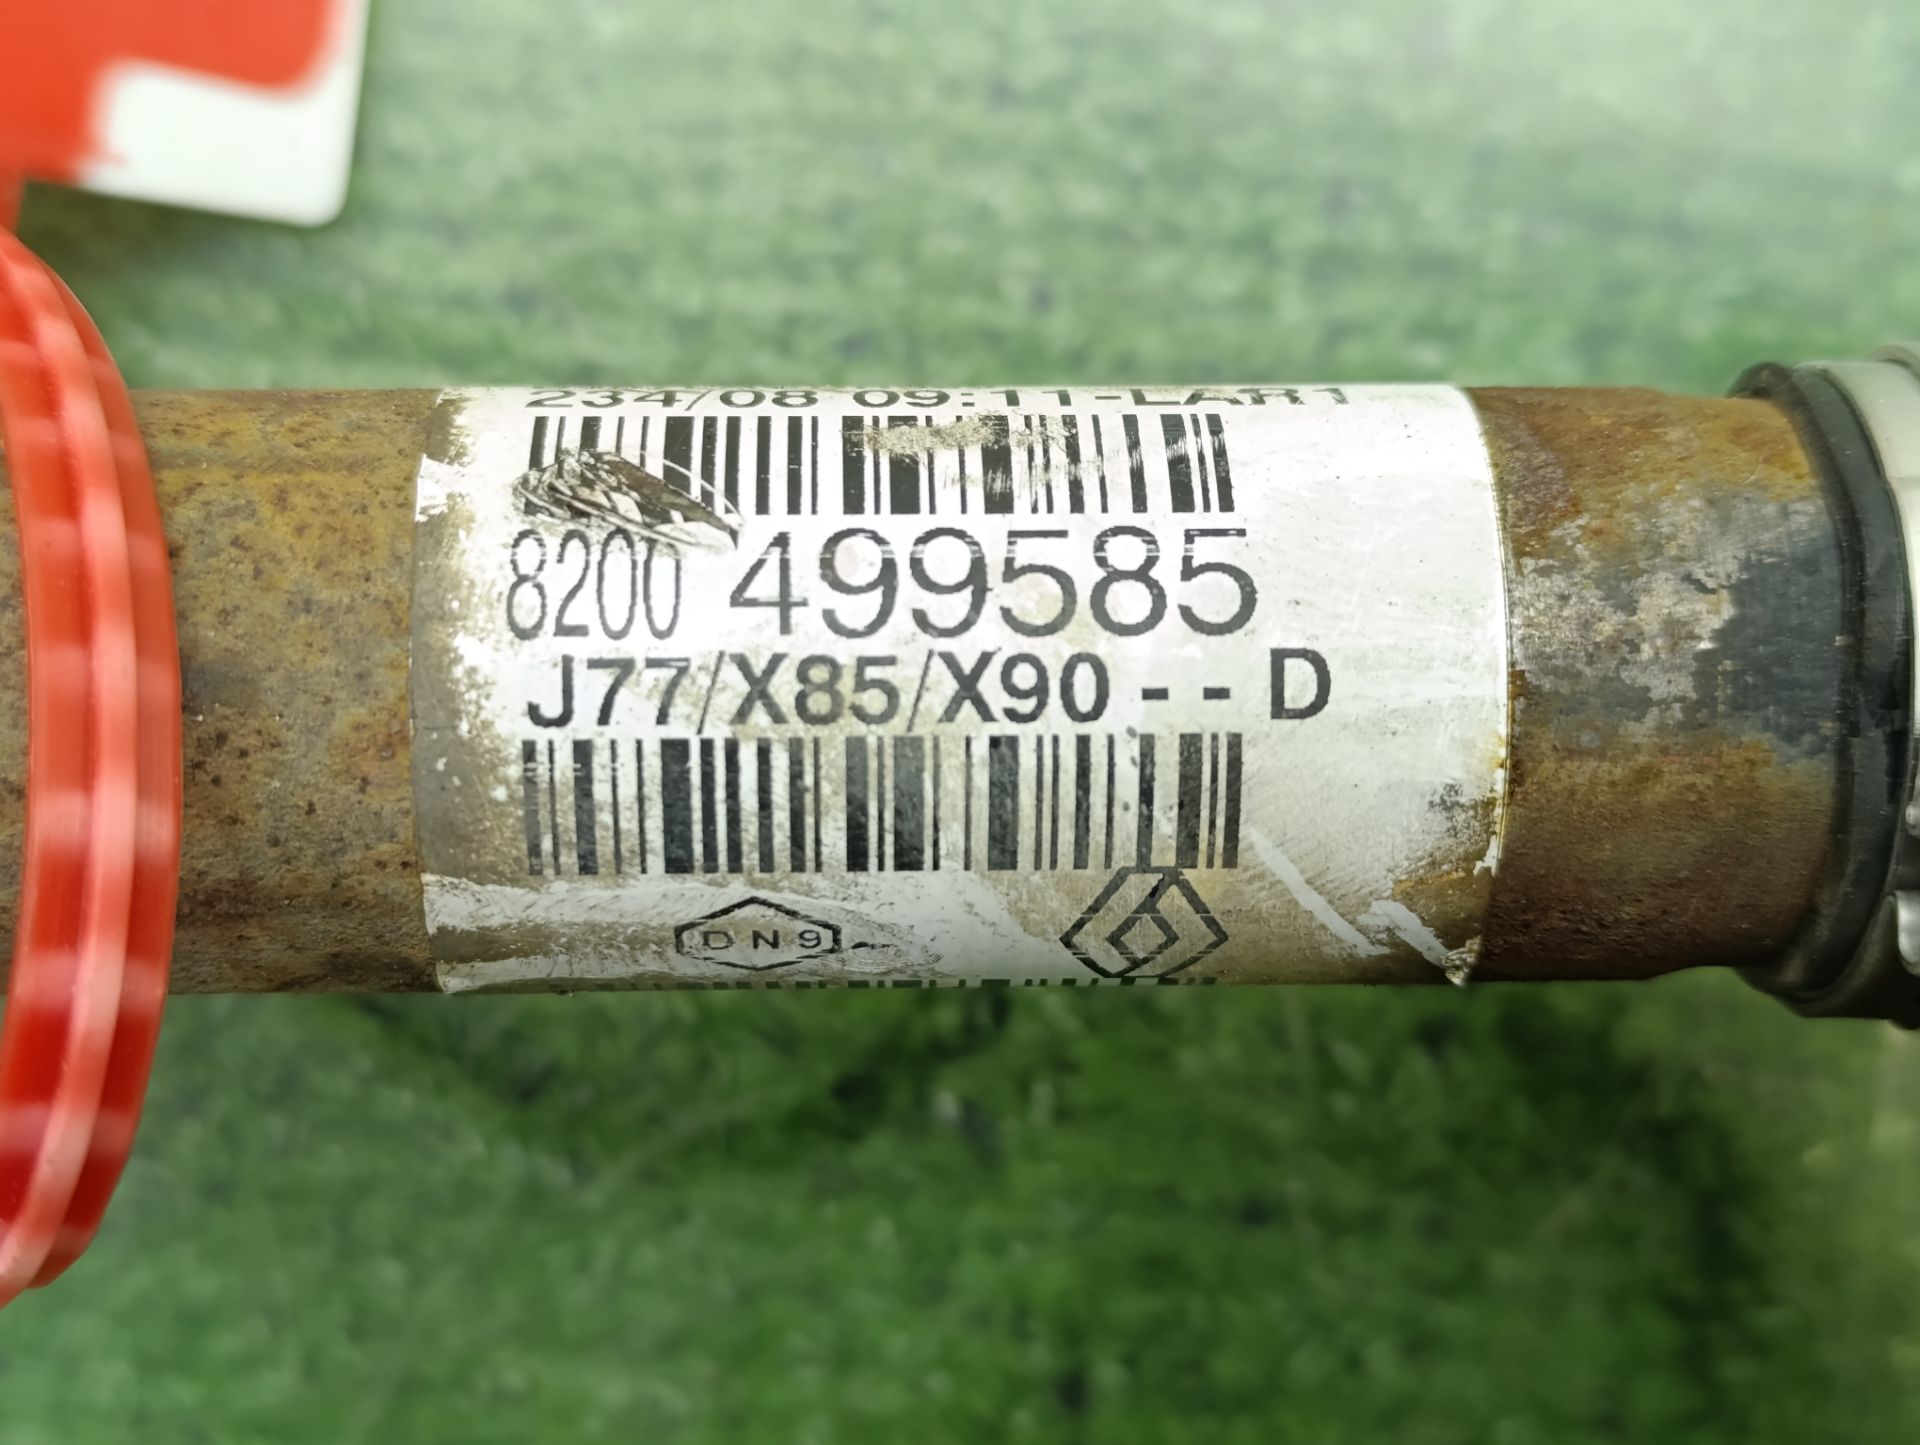 234/08 09:11-LAR1
8200 499585
J77/X85/X90 - - D
DN9